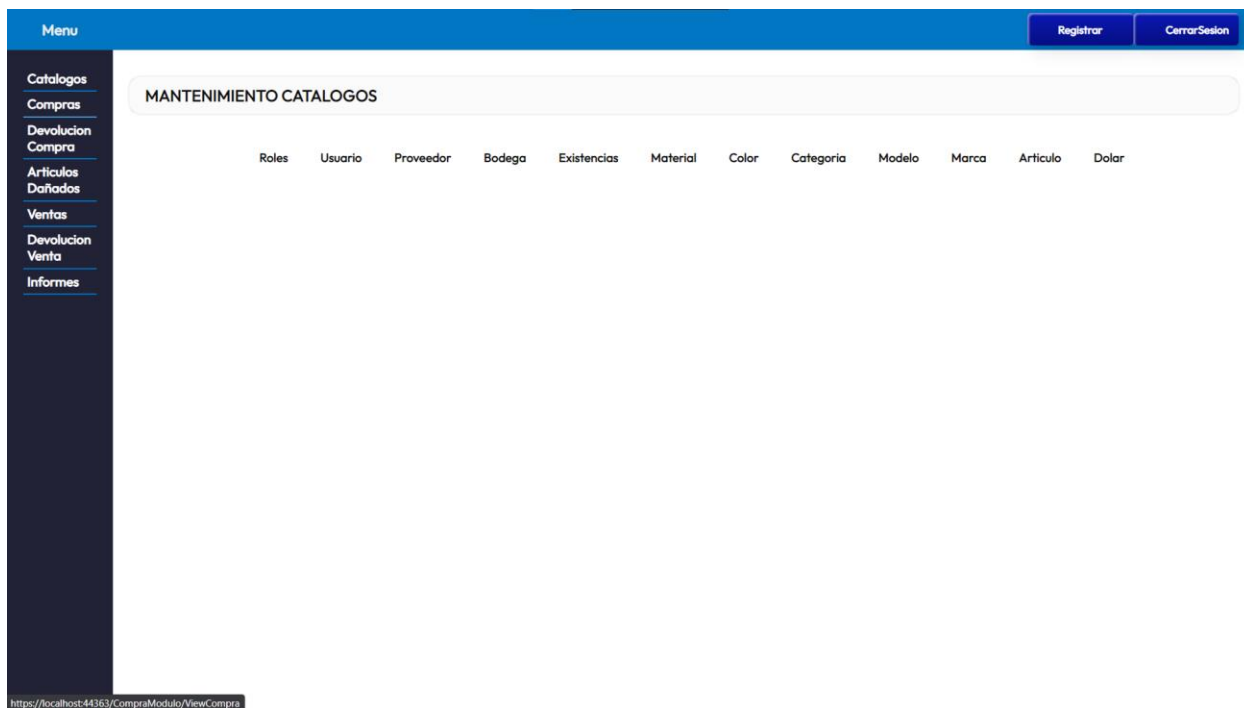 Menu
Registrar
CerrarSesion
Catalogos
Compras
Devolucion
Compra
Articulos
Dañados
Ventas
Devolucion
Venta
Informes
MANTENIMIENTO CATALOGOS
Roles Usuario Proveedor Bodega Existencias Material Color Categoria Modelo Marca Articulo Dolar
https://localhost:44363/CompraModulo/ViewCompra